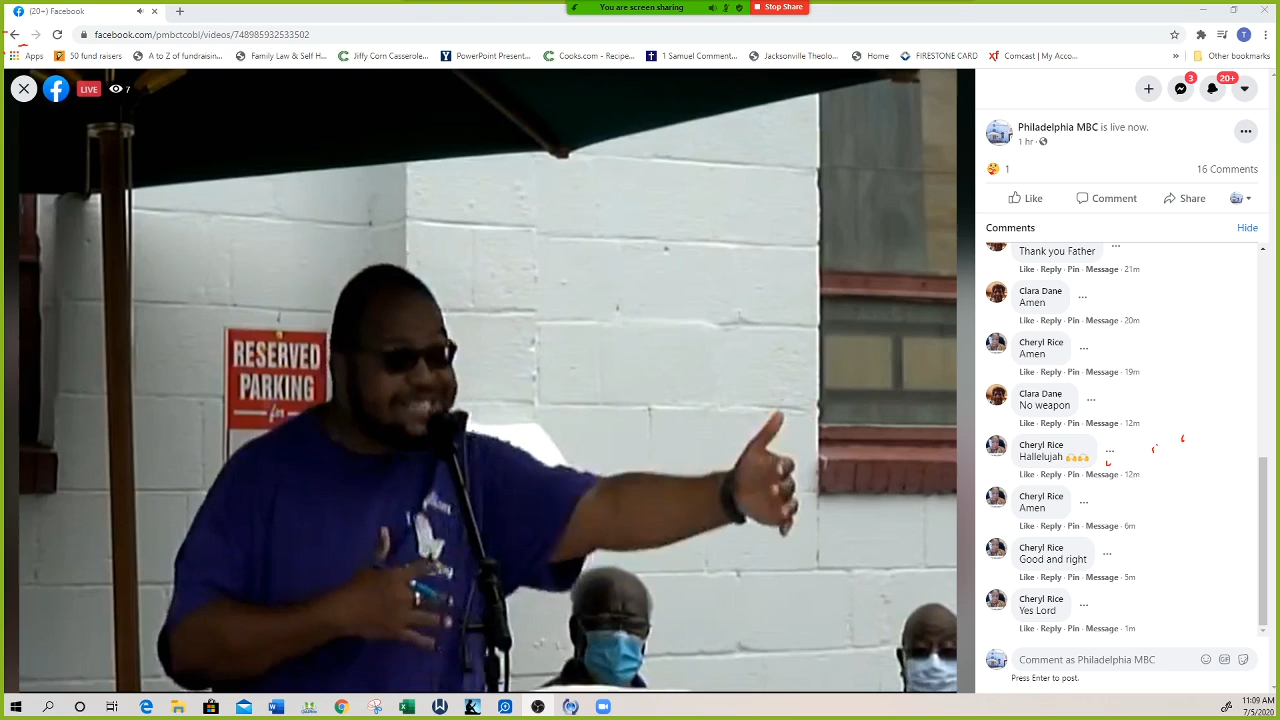 You are screen sharing
Stop Share
(20+) Facebook
facebook.com/pmbctcobl/videos/748985932533502
Apps
50 fund raisers
A to Z of fundraisin...
Family Law & Self H...
Jiffy Corn Casserole...
PowerPoint Present...
Cooks.com - Recipe...
1 Samuel Comment...
Jacksonville Theolo...
Home
FIRESTONE CARD
Comcast | My Acco...
»
Other bookmarks
LIVE
7
RESERVED
PARKING
for
3
20+
Philadelphia MBC is live now.
1 hr ·
1
16 Comments
Like
Comment
Share
Comments
Hide
Thank you Father
Like · Reply · Pin · Message · 21m
Clara Dane
Amen
Like · Reply · Pin · Message · 20m
Cheryl Rice
Amen
Like · Reply · Pin · Message · 19m
Clara Dane
No weapon
Like · Reply · Pin · Message · 12m
Cheryl Rice
Hallelujah 🙌🙌
Like · Reply · Pin · Message · 12m
Cheryl Rice
Amen
Like · Reply · Pin · Message · 6m
Cheryl Rice
Good and right
Like · Reply · Pin · Message · 5m
Cheryl Rice
Yes Lord
Like · Reply · Pin · Message · 1m
Comment as Philadelphia MBC
Press Enter to post.
11:09 AM
7/5/2020